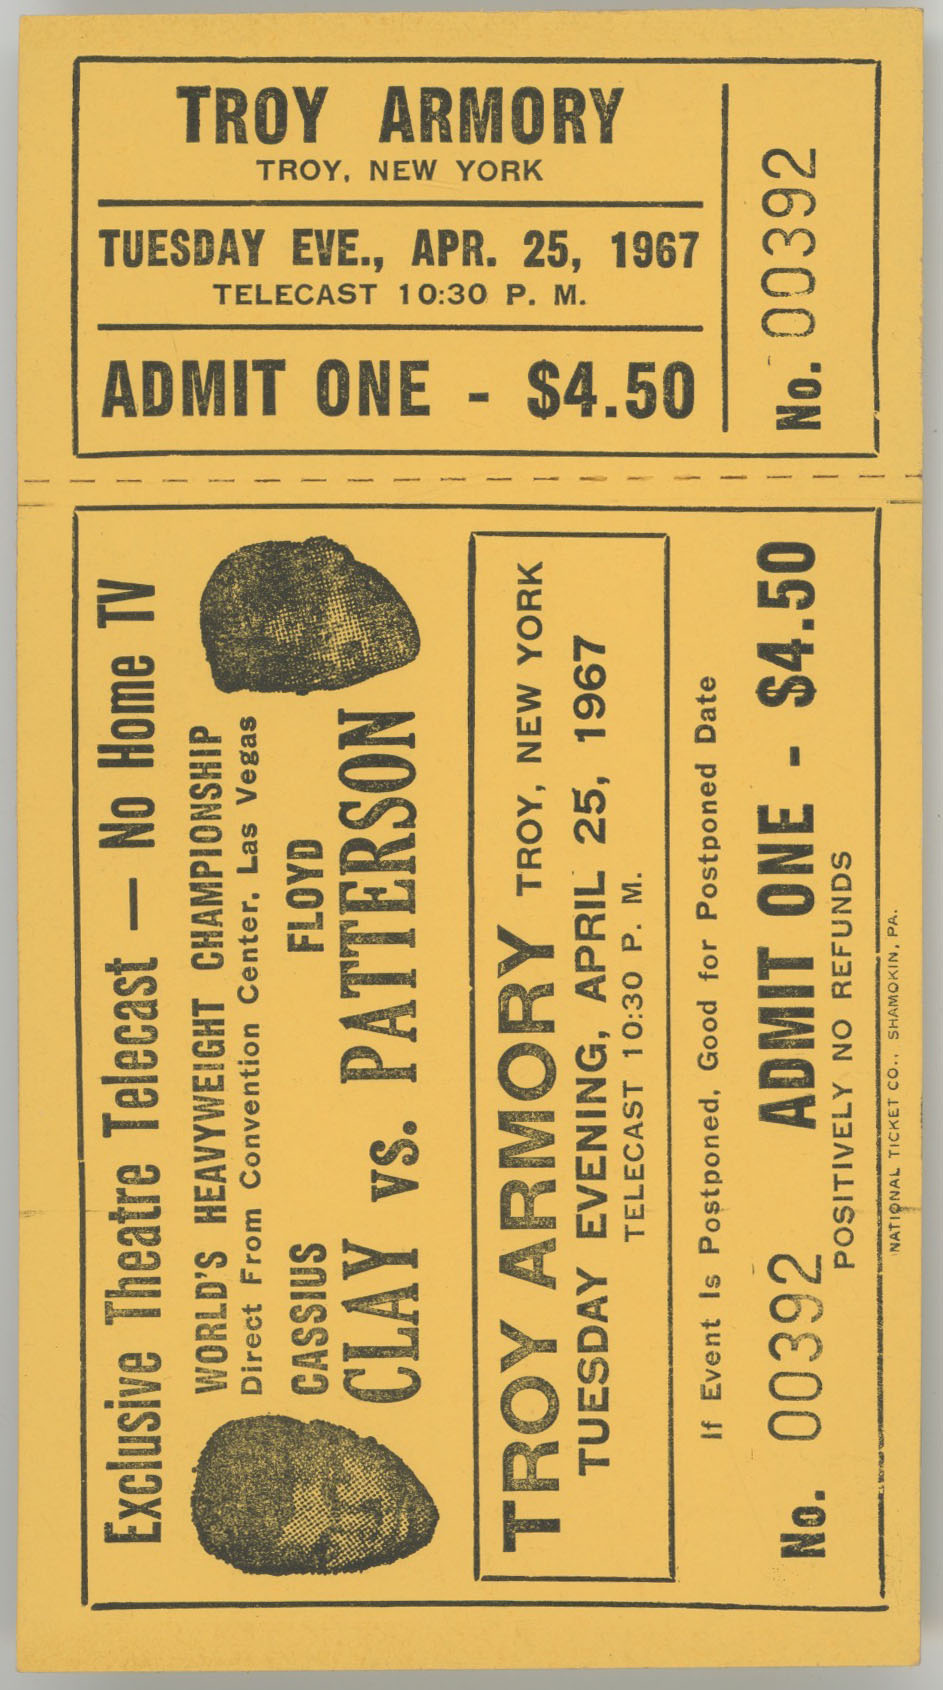 TROY ARMORY
TROY, NEW YORK
TUESDAY EVE., APR. 25, 1967
TELECAST 10:30 P. M.
ADMIT ONE - $4.50
No. 00392
Exclusive Theatre Telecast — No Home TV
WORLD'S HEAVYWEIGHT CHAMPIONSHIP
Direct From Convention Center, Las Vegas
CASSIUS FLOYD
CLAY vs. PATTERSON
TROY ARMORY TROY, NEW YORK
TUESDAY EVENING, APRIL 25, 1967
TELECAST 10:30 P. M.
If Event Is Postponed, Good for Postponed Date
No. 00392 ADMIT ONE - $4.50
POSITIVELY NO REFUNDS
NATIONAL TICKET CO., SHAMOKIN, PA.